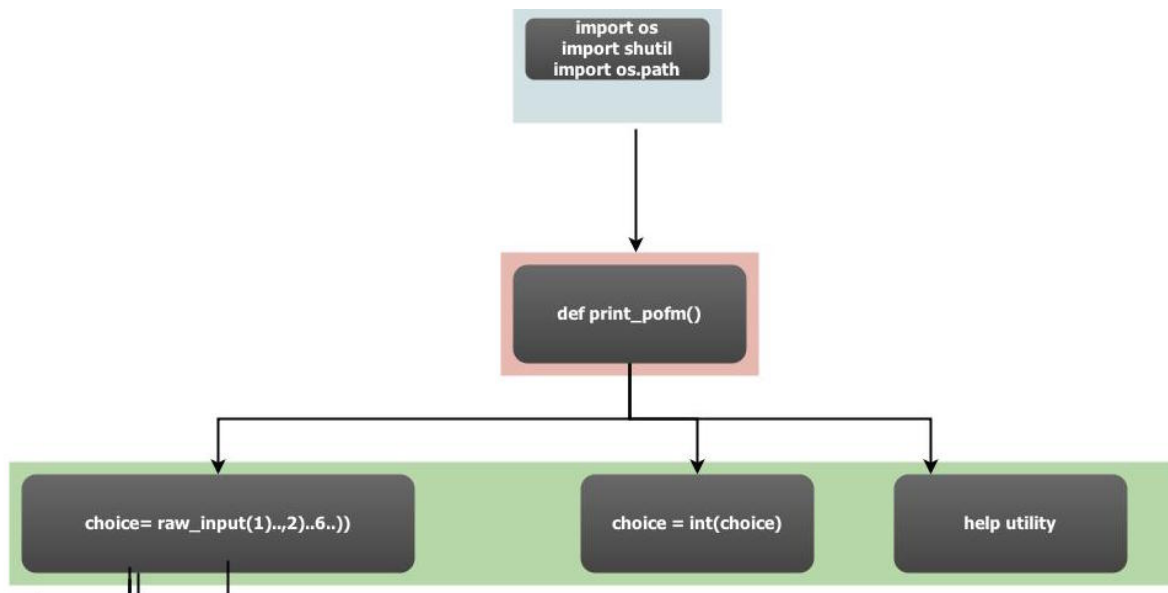 import os
import shutil
import os.path
def print_pofm()
choice= raw_input(1)..,2)..6..))
choice = int(choice)
help utility